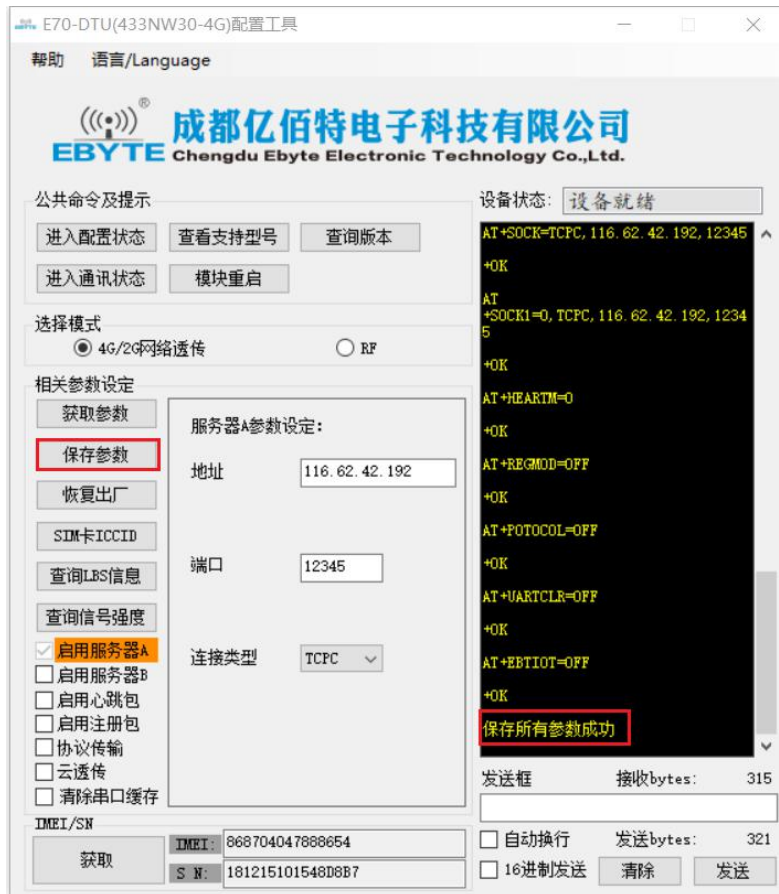 EBYTE E70-DTU(433NW30-4G)配置工具
帮助 语言/Language
((•)) ®
成都亿佰特电子科技有限公司
EBYTE Chengdu Ebyte Electronic Technology Co.,Ltd.
公共命令及提示
进入配置状态 查看支持型号 查询版本
进入通讯状态 模块重启
选择模式
4G/2G网络透传 RF
相关参数设定
获取参数
保存参数
恢复出厂
SIM卡ICCID
查询LBS信息
查询信号强度
启用服务器A
启用服务器B
启用心跳包
启用注册包
协议传输
云透传
清除串口缓存
服务器A参数设定:
地址 116.62.42.192
端口 12345
连接类型 TCPC
IMEI/SN
获取
IMEI: 868704047888654
S N: 181215101548D8B7
设备状态: 设备就绪
AT+SOCK=TCPC,116.62.42.192,12345
+OK
AT
+SOCK1=0,TCPC,116.62.42.192,1234
5
+OK
AT+HEARTM=0
+OK
AT+REGMOD=OFF
+OK
AT+POTOCOL=OFF
+OK
AT+UARTCLR=OFF
+OK
AT+EBTIOT=OFF
+OK
保存所有参数成功
发送框 接收bytes: 315
自动换行 发送bytes: 321
16进制发送 清除 发送